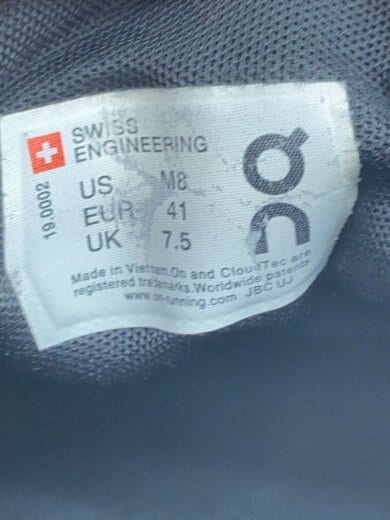 SWISS
ENGINEERING
US M8
EUR 41
UK 7.5
19.0002
Made in Vietnam.On and CloudTec are
registered trademarks.Worldwide patents
www.on-running.com JBC UJ